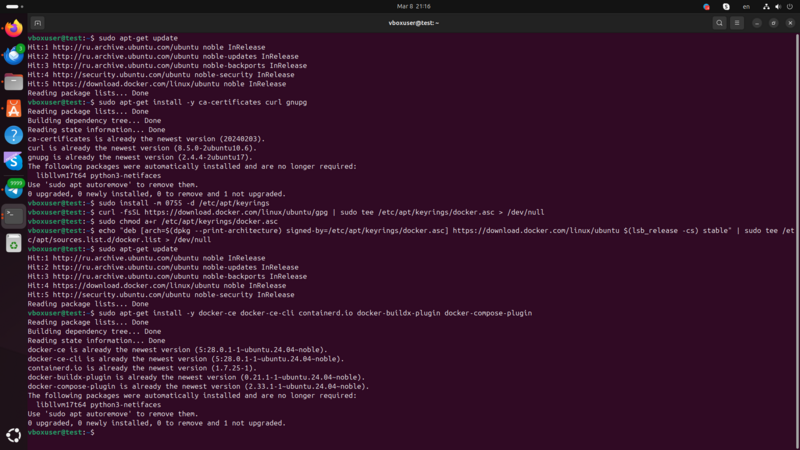 Mar 8 21:16
en
vboxuser@test: ~
vboxuser@test:~$ sudo apt-get update
Hit:1 http://ru.archive.ubuntu.com/ubuntu noble InRelease
Hit:2 http://ru.archive.ubuntu.com/ubuntu noble-updates InRelease
Hit:3 http://ru.archive.ubuntu.com/ubuntu noble-backports InRelease
Hit:4 http://security.ubuntu.com/ubuntu noble-security InRelease
Hit:5 https://download.docker.com/linux/ubuntu noble InRelease
Reading package lists... Done
vboxuser@test:~$ sudo apt-get install -y ca-certificates curl gnupg
Reading package lists... Done
Building dependency tree... Done
Reading state information... Done
ca-certificates is already the newest version (20240203).
curl is already the newest version (8.5.0-2ubuntu10.6).
gnupg is already the newest version (2.4.4-2ubuntu17).
The following packages were automatically installed and are no longer required:
libllvm17t64 python3-netifaces
Use 'sudo apt autoremove' to remove them.
0 upgraded, 0 newly installed, 0 to remove and 1 not upgraded.
vboxuser@test:~$ sudo install -m 0755 -d /etc/apt/keyrings
vboxuser@test:~$ curl -fsSL https://download.docker.com/linux/ubuntu/gpg | sudo tee /etc/apt/keyrings/docker.asc > /dev/null
vboxuser@test:~$ sudo chmod a+r /etc/apt/keyrings/docker.asc
vboxuser@test:~$ echo "deb [arch=$(dpkg --print-architecture) signed-by=/etc/apt/keyrings/docker.asc] https://download.docker.com/linux/ubuntu $(lsb_release -cs) stable" | sudo tee /et
c/apt/sources.list.d/docker.list > /dev/null
vboxuser@test:~$ sudo apt-get update
Hit:1 http://ru.archive.ubuntu.com/ubuntu noble InRelease
Hit:2 http://ru.archive.ubuntu.com/ubuntu noble-updates InRelease
Hit:3 http://ru.archive.ubuntu.com/ubuntu noble-backports InRelease
Hit:4 https://download.docker.com/linux/ubuntu noble InRelease
Hit:5 http://security.ubuntu.com/ubuntu noble-security InRelease
Reading package lists... Done
vboxuser@test:~$ sudo apt-get install -y docker-ce docker-ce-cli containerd.io docker-buildx-plugin docker-compose-plugin
Reading package lists... Done
Building dependency tree... Done
Reading state information... Done
docker-ce is already the newest version (5:28.0.1-1~ubuntu.24.04~noble).
docker-ce-cli is already the newest version (5:28.0.1-1~ubuntu.24.04~noble).
containerd.io is already the newest version (1.7.25-1).
docker-buildx-plugin is already the newest version (0.21.1-1~ubuntu.24.04~noble).
docker-compose-plugin is already the newest version (2.33.1-1~ubuntu.24.04~noble).
The following packages were automatically installed and are no longer required:
libllvm17t64 python3-netifaces
Use 'sudo apt autoremove' to remove them.
0 upgraded, 0 newly installed, 0 to remove and 1 not upgraded.
vboxuser@test:~$